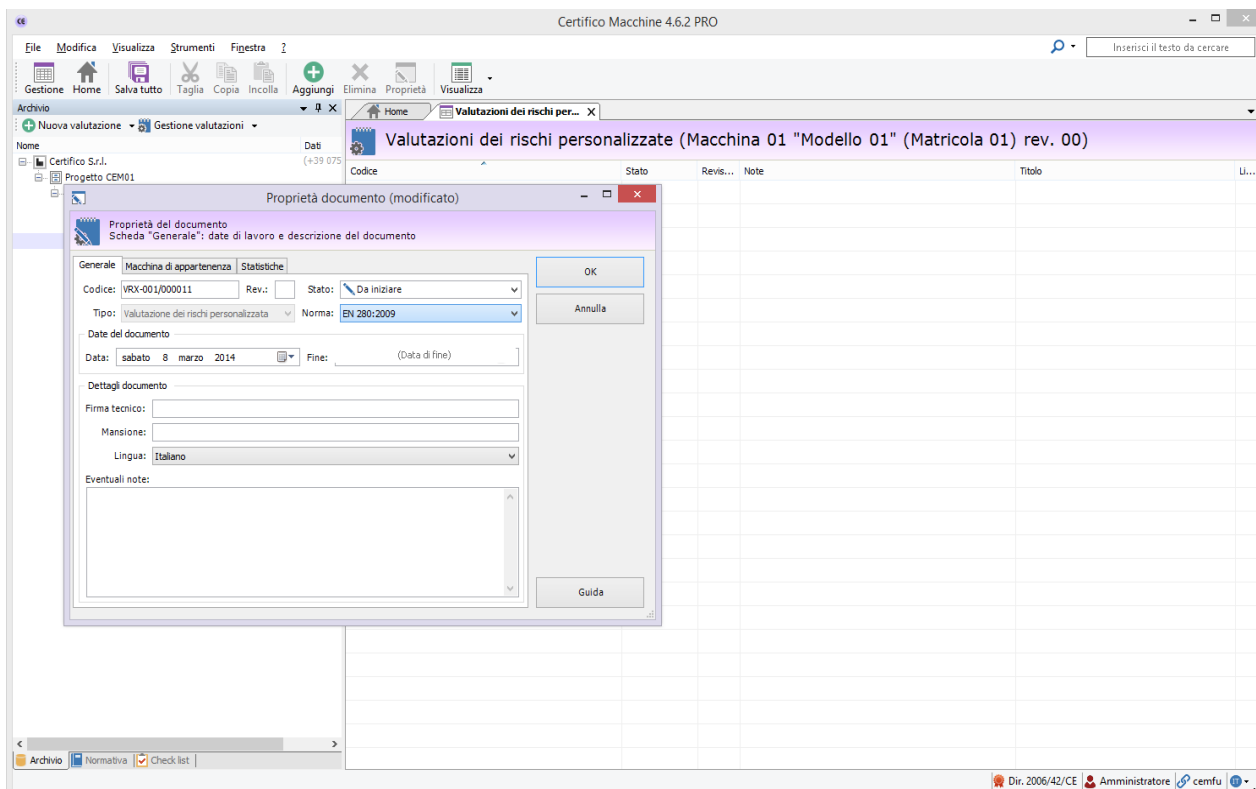 CE Certifico Macchine 4.6.2 PRO
File Modifica Visualizza Strumenti Finestra ?
Inserisci il testo da cercare
Gestione Home Salva tutto Taglia Copia Incolla Aggiungi Elimina Proprietà Visualizza
Archivio
Home Valutazioni dei rischi per... X
Nuova valutazione Gestione valutazioni
Valutazioni dei rischi personalizzate (Macchina 01 "Modello 01" (Matricola 01) rev. 00)
Nome Dati
Certifico S.r.l. (+39 075
Codice Stato Revis... Note Titolo Li...
Progetto CEM01
Proprietà documento (modificato)
Proprietà del documento
Scheda "Generale": date di lavoro e descrizione del documento
Generale Macchina di appartenenza Statistiche
OK
Codice: VRX-001/000011 Rev.: Stato: Da iniziare
Annulla
Tipo: Valutazione dei rischi personalizzata Norma: EN 280:2009
Date del documento
Data: sabato 8 marzo 2014 Fine: (Data di fine)
Dettagli documento
Firma tecnico:
Mansione:
Lingua: Italiano
Eventuali note:
Guida
Archivio Normativa Check list
Dir. 2006/42/CE Amministratore cemfu IT